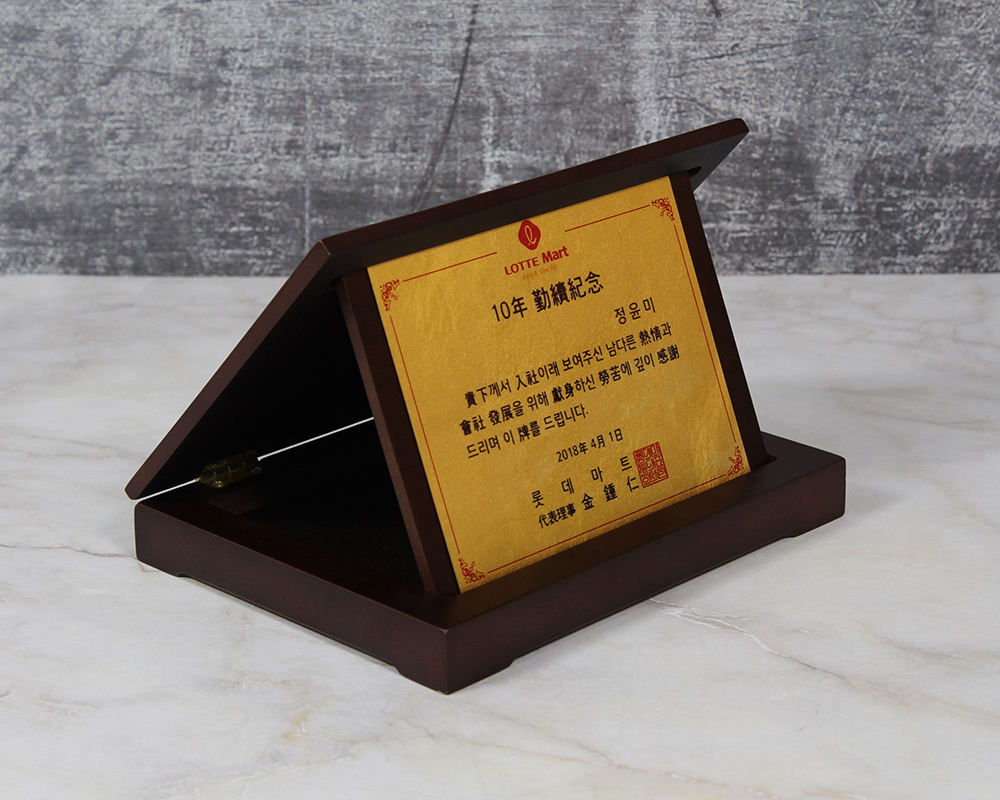 LOTTE Mart
10年 勤續紀念
정윤미
貴下께서 入社이래 보여주신 남다른 熱情과
會社 發展을 위해 獻身하신 勞苦에 깊이 感謝
드리며 이 牌를 드립니다.
2018年 4月 1日
롯데마트
代表理事 金鍾仁